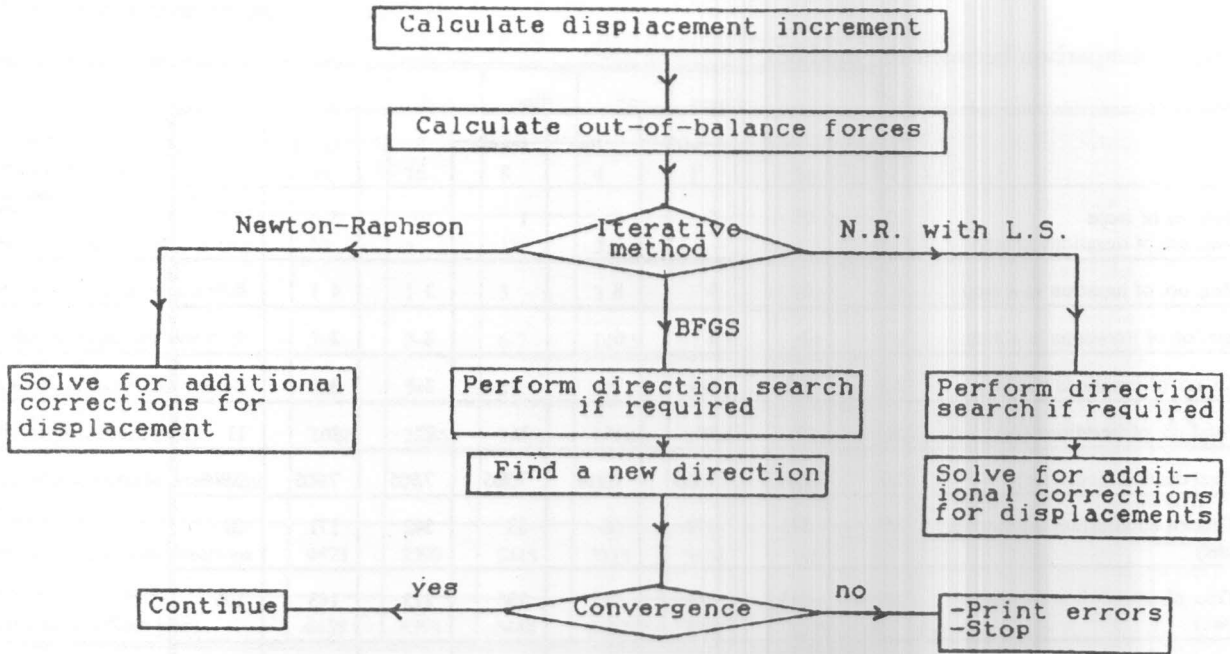 Calculate displacement increment
Calculate out-of-balance forces
Newton-Raphson
Iterative
method
N.R. with L.S.
BFGS
Solve for additional
corrections for
displacement
Perform direction search
if required
Perform direction
search if required
Find a new direction
Solve for addit-
ional corrections
for displacements
yes
Convergence
no
Continue
-Print errors
-Stop